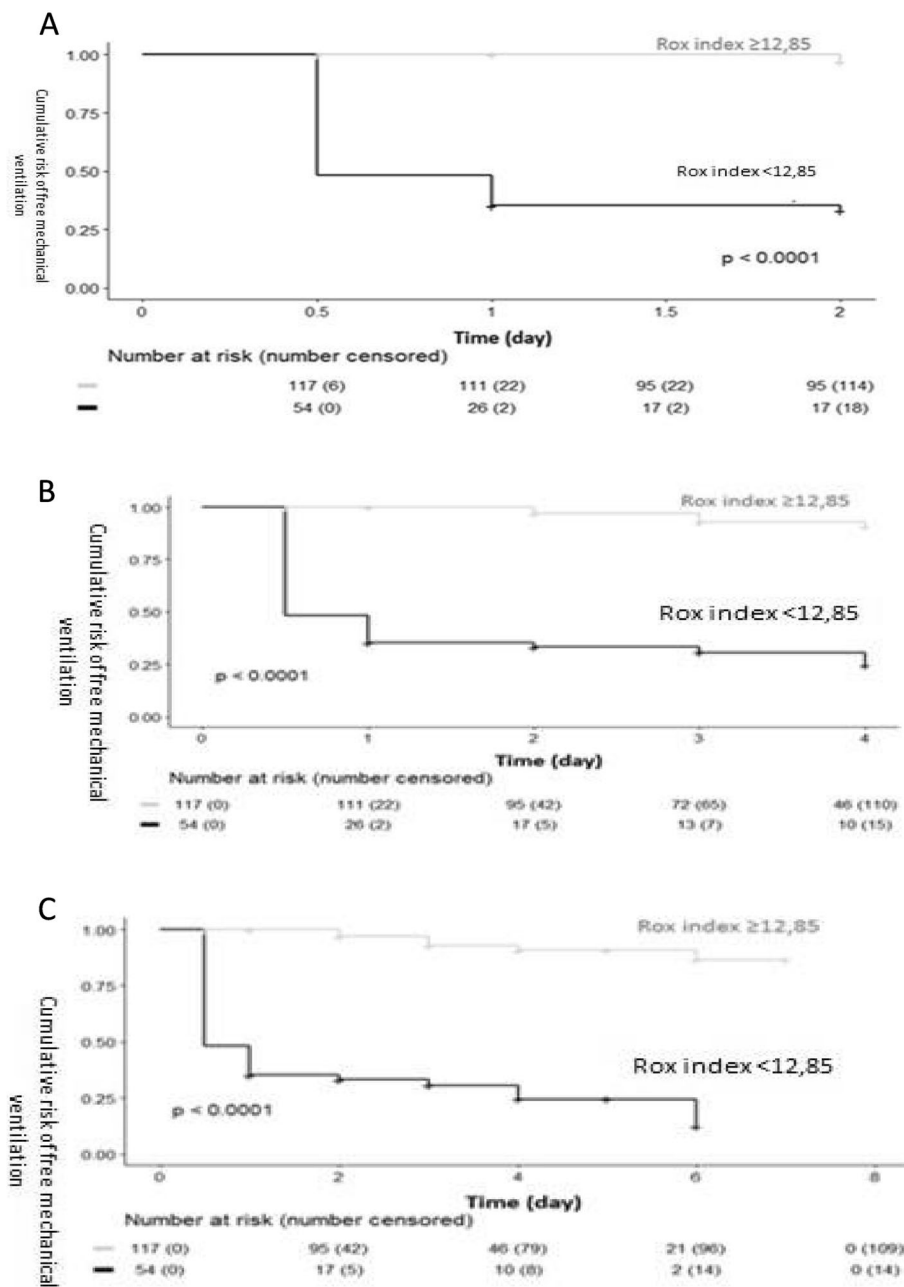 A
Rox index ≥12,85
1.00
0.75
0.50
0.25
0.00
Cumulative risk of free mechanical
ventilation
Rox index <12,85
p < 0.0001
0 0.5 1 1.5 2
Time (day)
Number at risk (number censored)
117 (6) 111 (22) 95 (22) 95 (114)
54 (0) 26 (2) 17 (2) 17 (18)
B
Rox index ≥12,85
1.00
0.75
0.50
0.25
0.00
Cumulative risk of free mechanical
ventilation
Rox index <12,85
p < 0.0001
0 1 2 3 4
Time (day)
Number at risk (number censored)
117 (0) 111 (22) 95 (42) 72 (65) 46 (110)
54 (0) 26 (2) 17 (5) 13 (7) 10 (15)
C
Rox index ≥12,85
1.00
0.75
0.50
0.25
0.00
Cumulative risk of free mechanical
ventilation
Rox index <12,85
p < 0.0001
0 2 4 6 8
Time (day)
Number at risk (number censored)
117 (0) 95 (42) 46 (79) 21 (96) 0 (109)
54 (0) 17 (5) 10 (8) 2 (14) 0 (14)